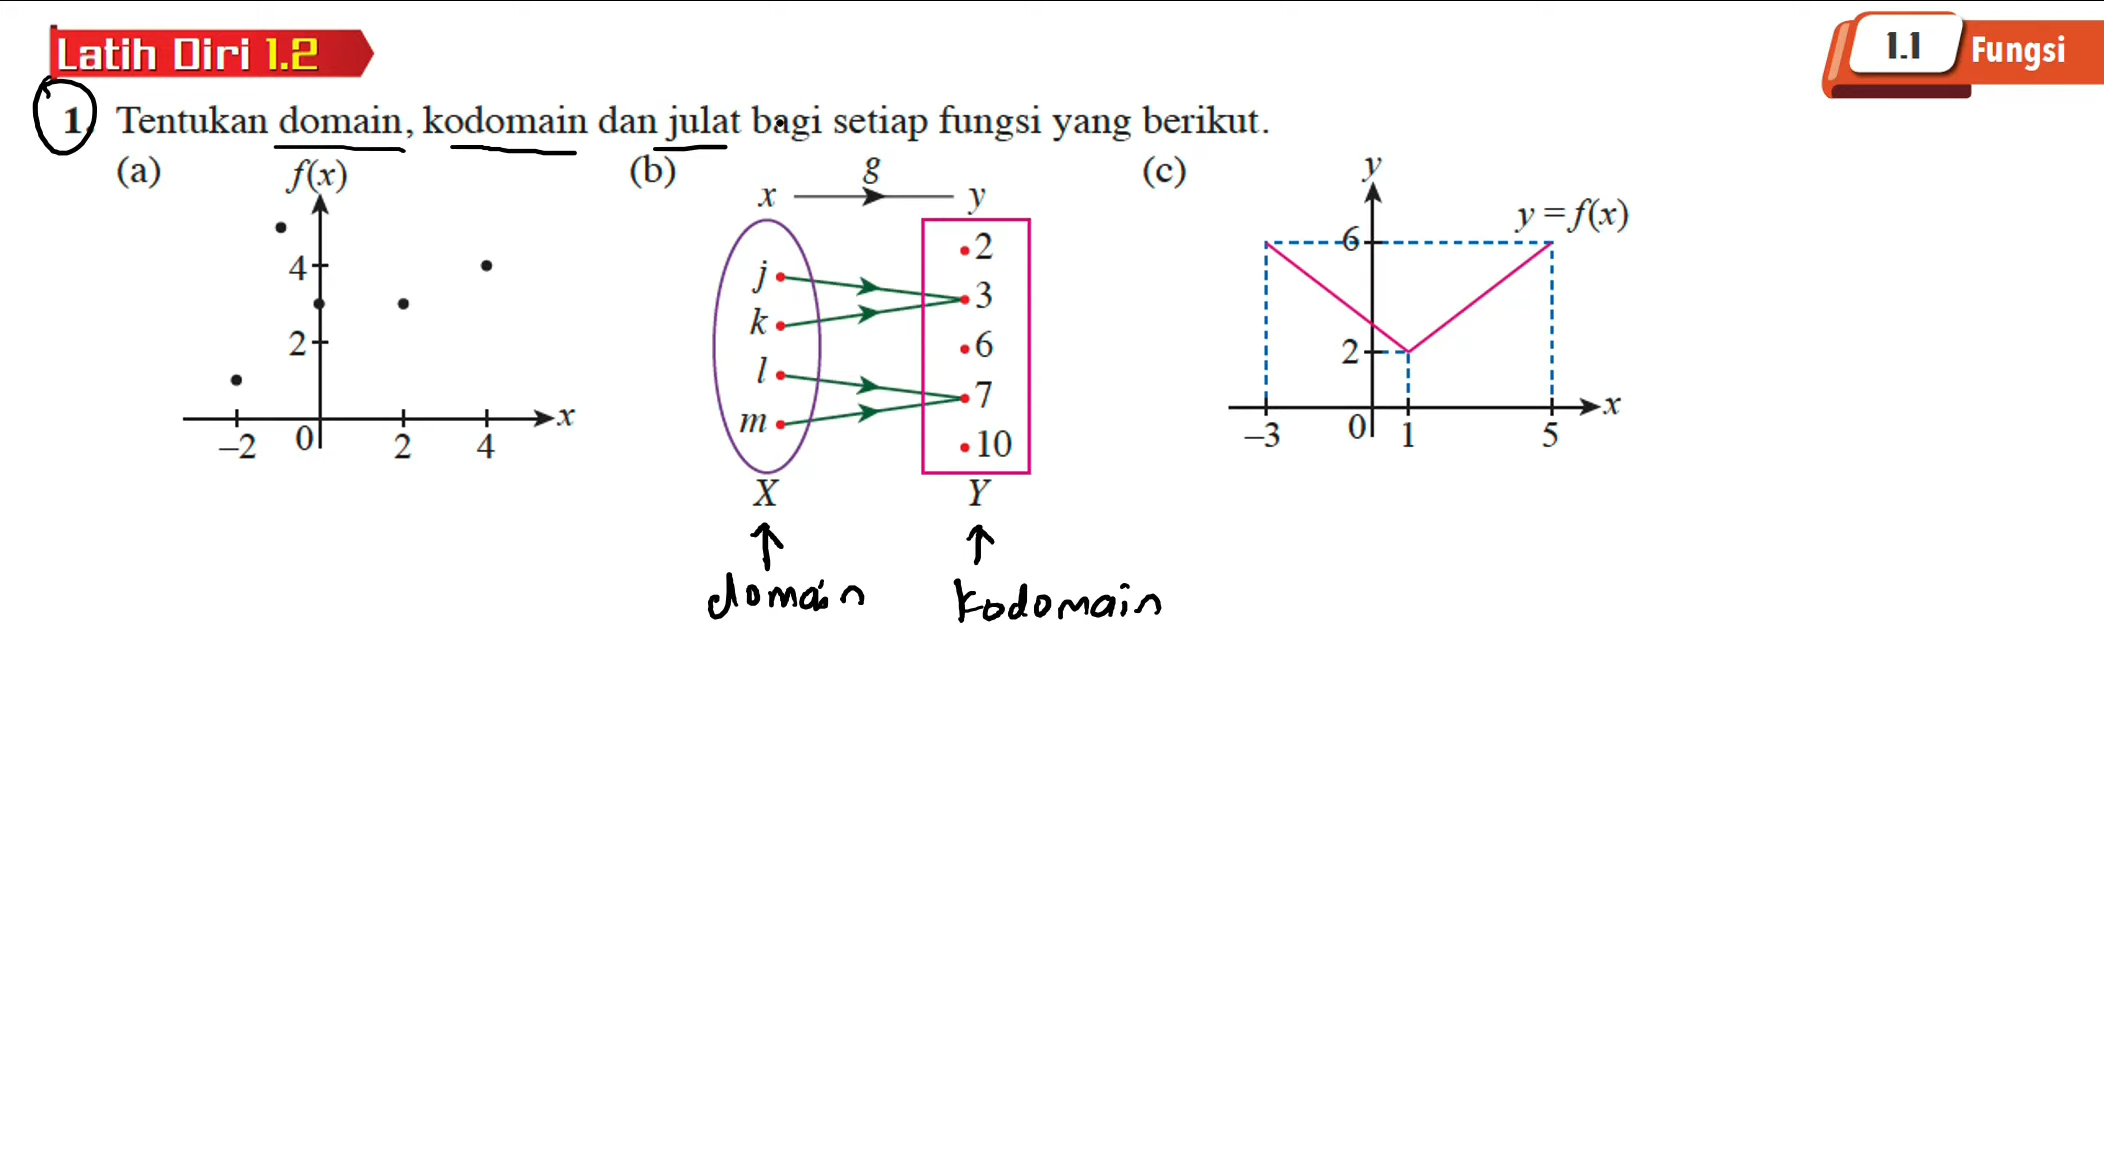 Latih Diri 1.2
1.1 Fungsi
1. Tentukan domain, kodomain dan julat bagi setiap fungsi yang berikut.
(a)
f(x)
4
2
–2 0 2 4 x
(b)
g
x y
j
k
l
m
2
3
6
7
10
X Y
domain kodomain
(c)
y
y = f(x)
6
2
–3 0 1 5 x